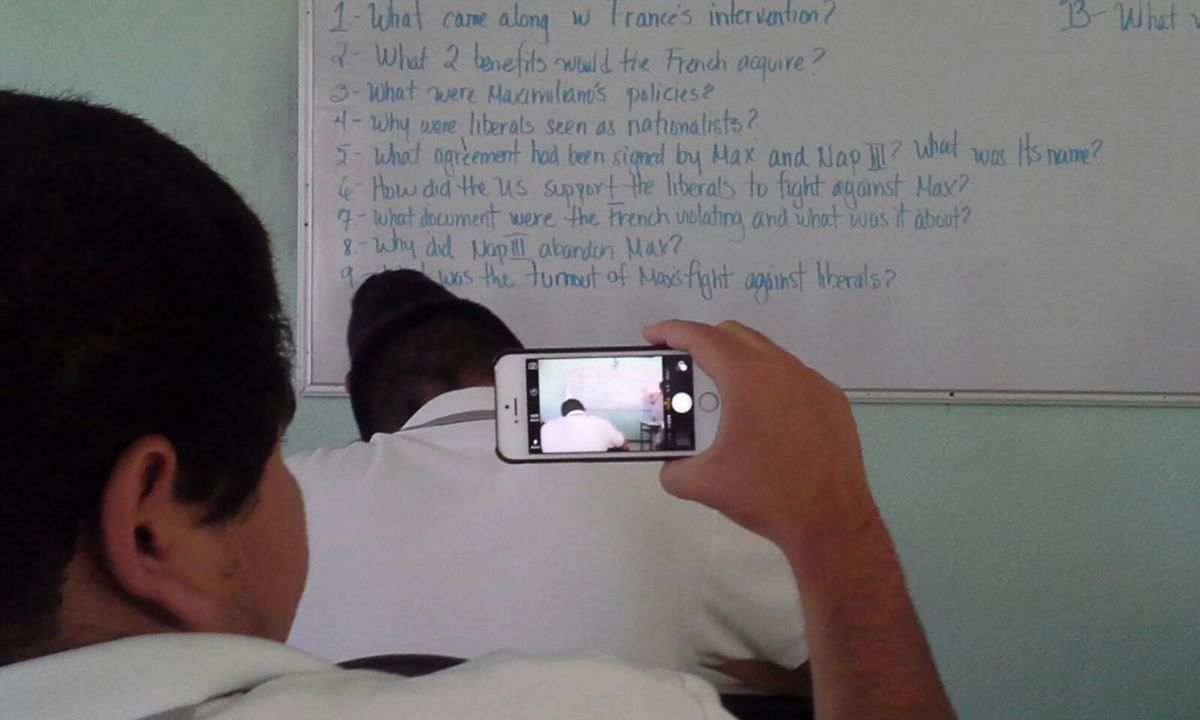 1- What came along w France's intervention?
2- What 2 benefits would the French acquire?
3- What were Maximiliano's policies?
4- Why were liberals seen as nationalists?
5- What agreement had been signed by Max and Nap III? What was Its name?
6- How did the U.S. support the liberals to fight against Max?
7- What document were the French violating and what was it about?
8- Why did Nap III abandon Max?
9 was the turnout of Max's fight against liberals?
13- What